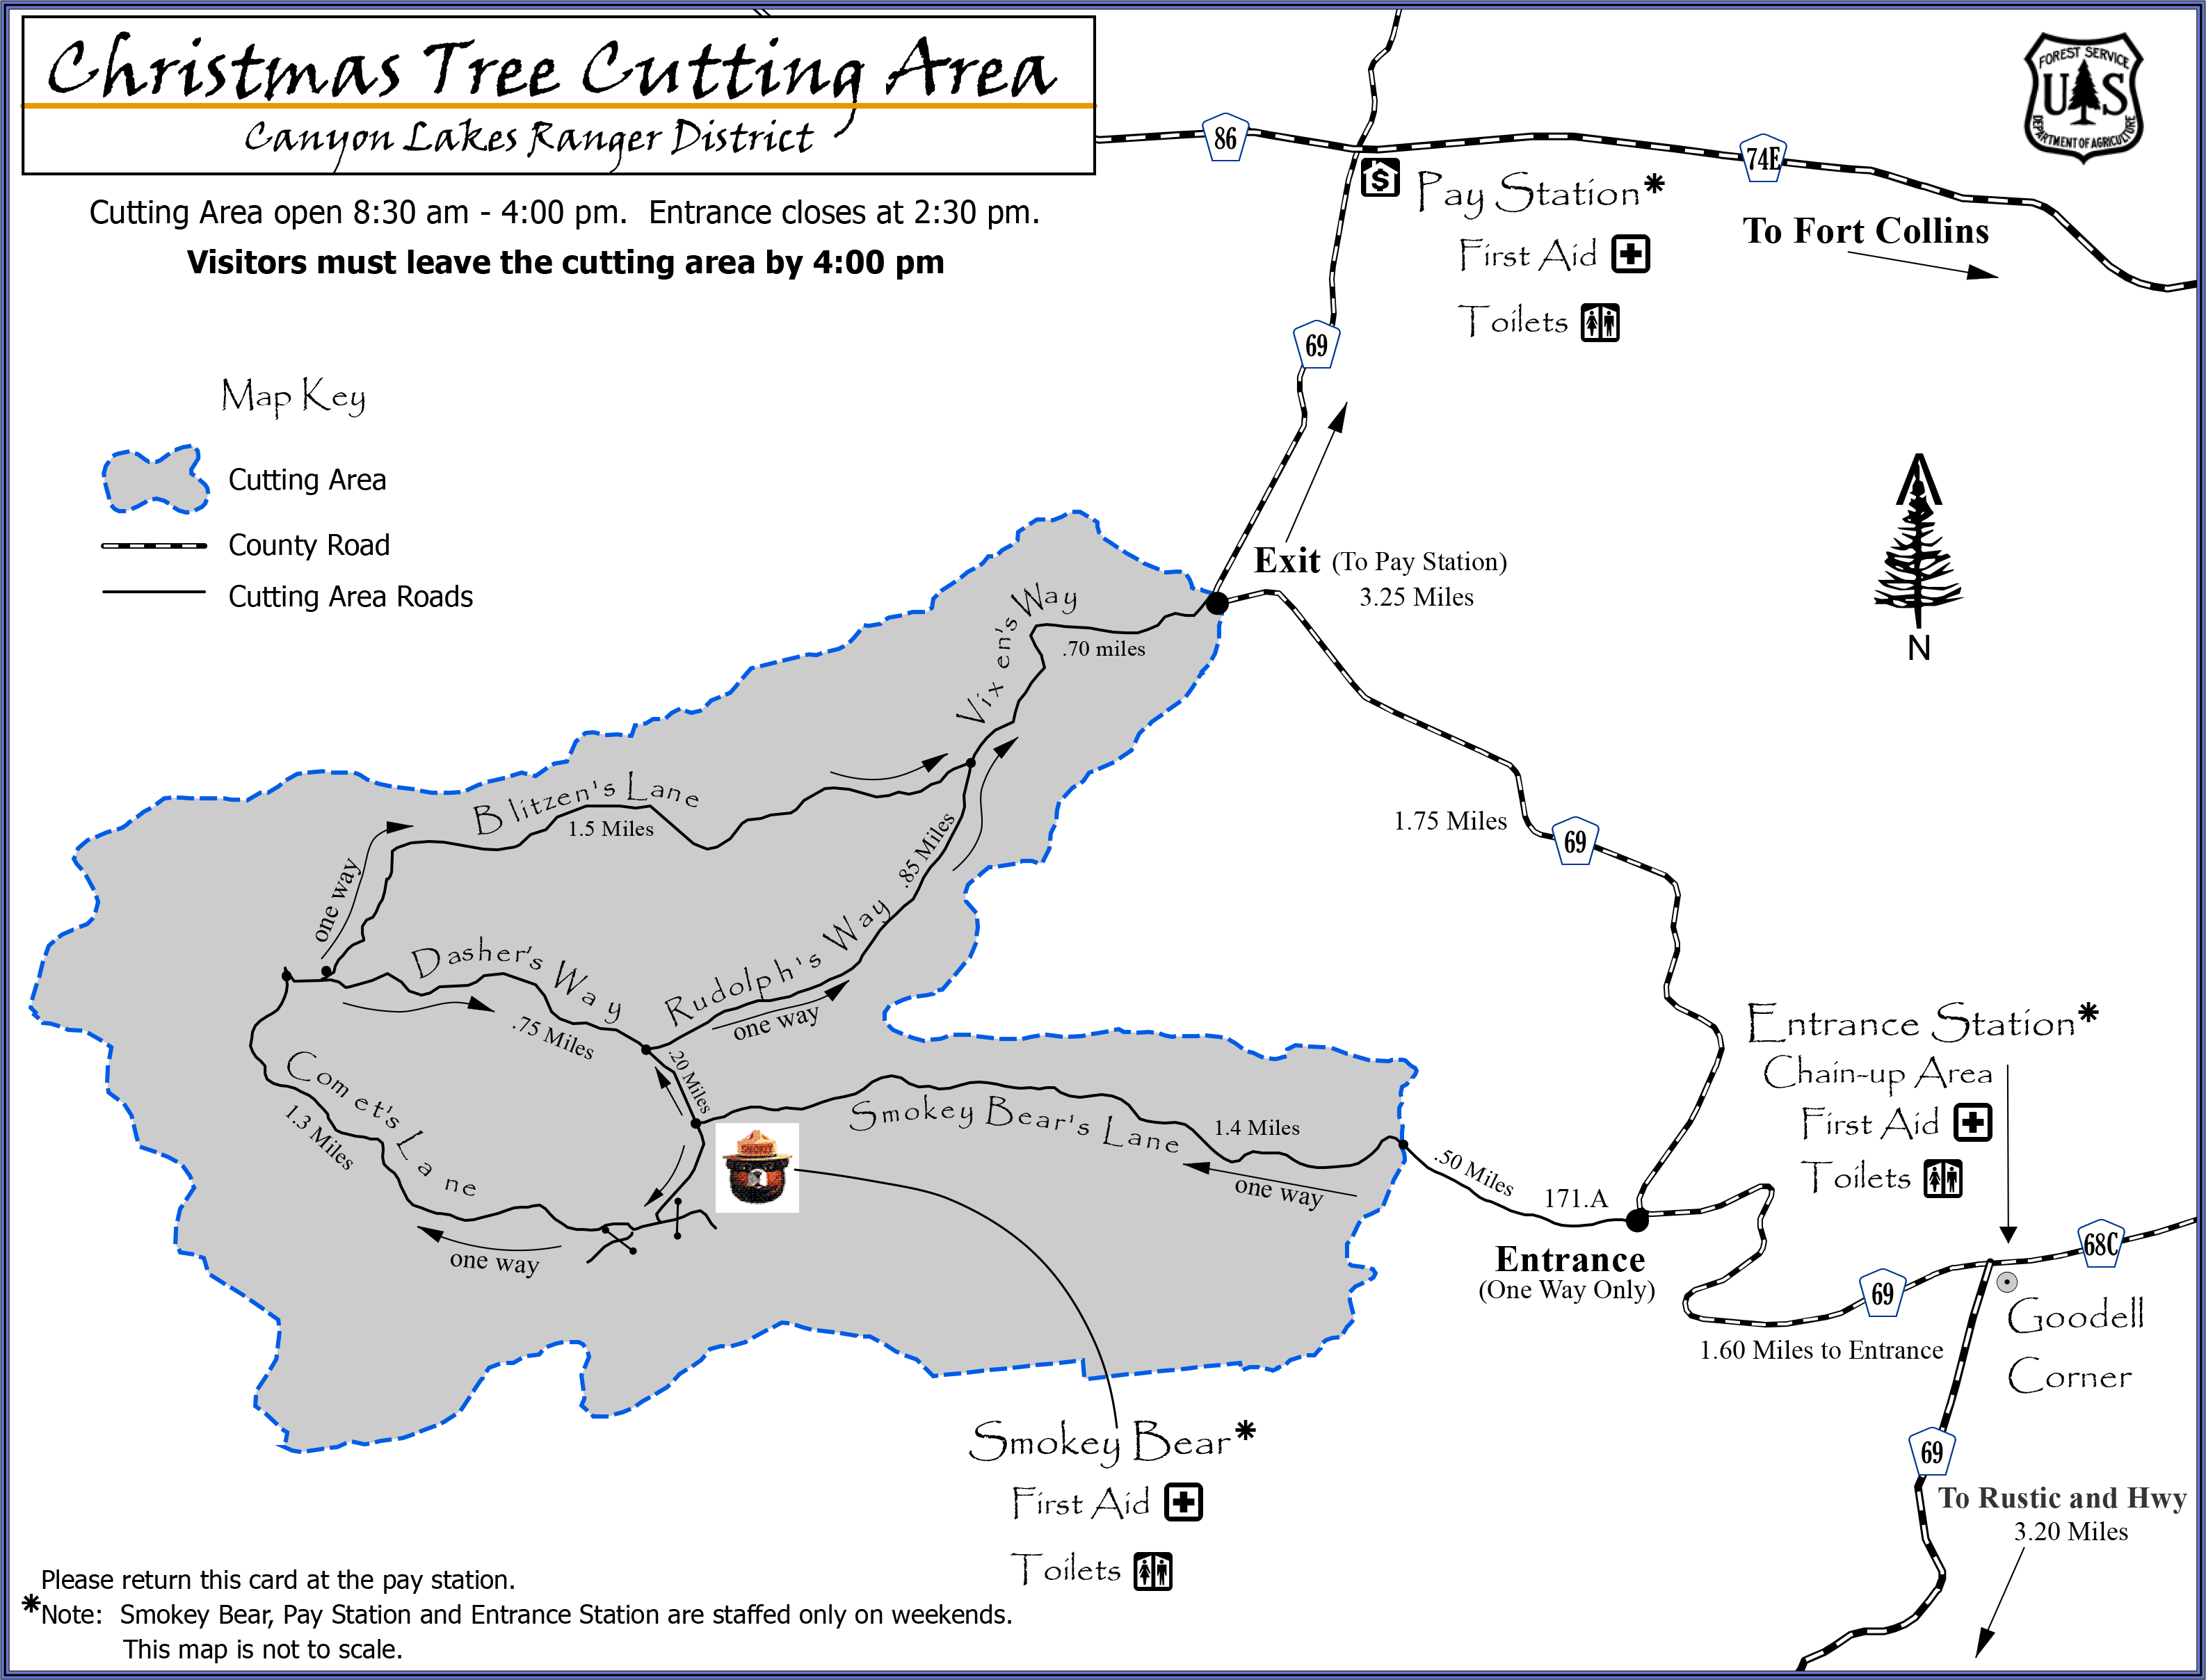 Christmas Tree Cutting Area
Canyon Lakes Ranger District
Cutting Area open 8:30 am - 4:00 pm. Entrance closes at 2:30 pm.
Visitors must leave the cutting area by 4:00 pm
FOREST SERVICE
U S
DEPARTMENT OF AGRICULTURE
86
74E
Pay Station*
First Aid
Toilets
To Fort Collins
69
Map Key
Cutting Area
County Road
Cutting Area Roads
N
Exit (To Pay Station)
3.25 Miles
Vixen's Way
.70 miles
Blitzen's Lane
1.5 Miles
one way
1.75 Miles
69
.85 Miles
Rudolph's Way
one way
Dasher's Way
.75 Miles
.20 Miles
Comet's Lane
1.3 Miles
one way
SMOKEY
Smokey Bear's Lane
1.4 Miles
one way
.50 Miles
171.A
Entrance
(One Way Only)
Entrance Station*
Chain-up Area
First Aid
Toilets
68C
69
1.60 Miles to Entrance
Goodell
Corner
69
To Rustic and Hwy
3.20 Miles
Smokey Bear*
First Aid
Toilets
Please return this card at the pay station.
*Note: Smokey Bear, Pay Station and Entrance Station are staffed only on weekends.
This map is not to scale.